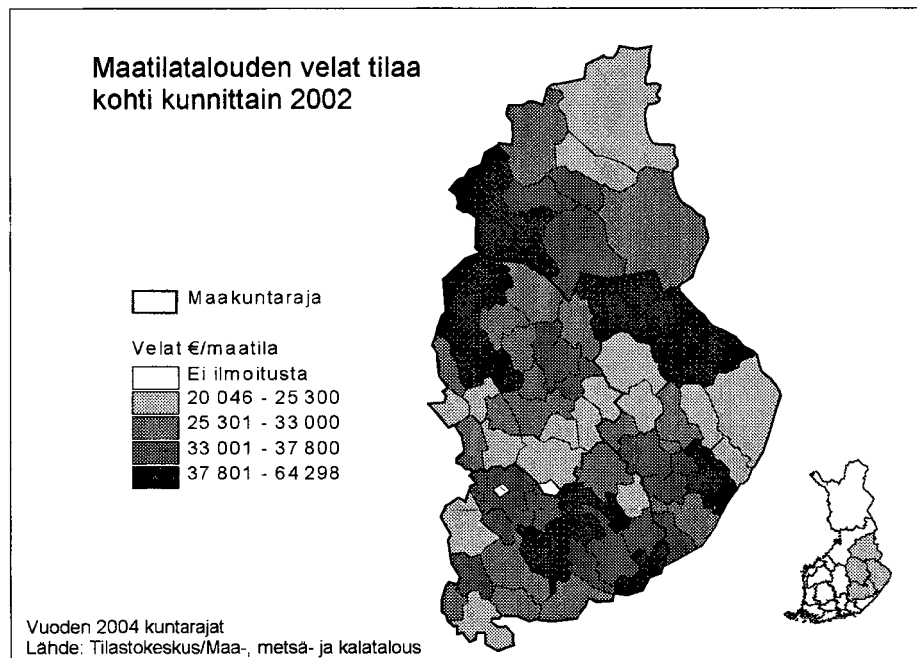 Maatilatalouden velat tilaa
kohti kunnittain 2002
Maakuntaraja
Velat €/maatila
Ei ilmoitusta
20 046 - 25 300
25 301 - 33 000
33 001 - 37 800
37 801 - 64 298
Vuoden 2004 kuntarajat
Lähde: Tilastokeskus/Maa-, metsä- ja kalatalous